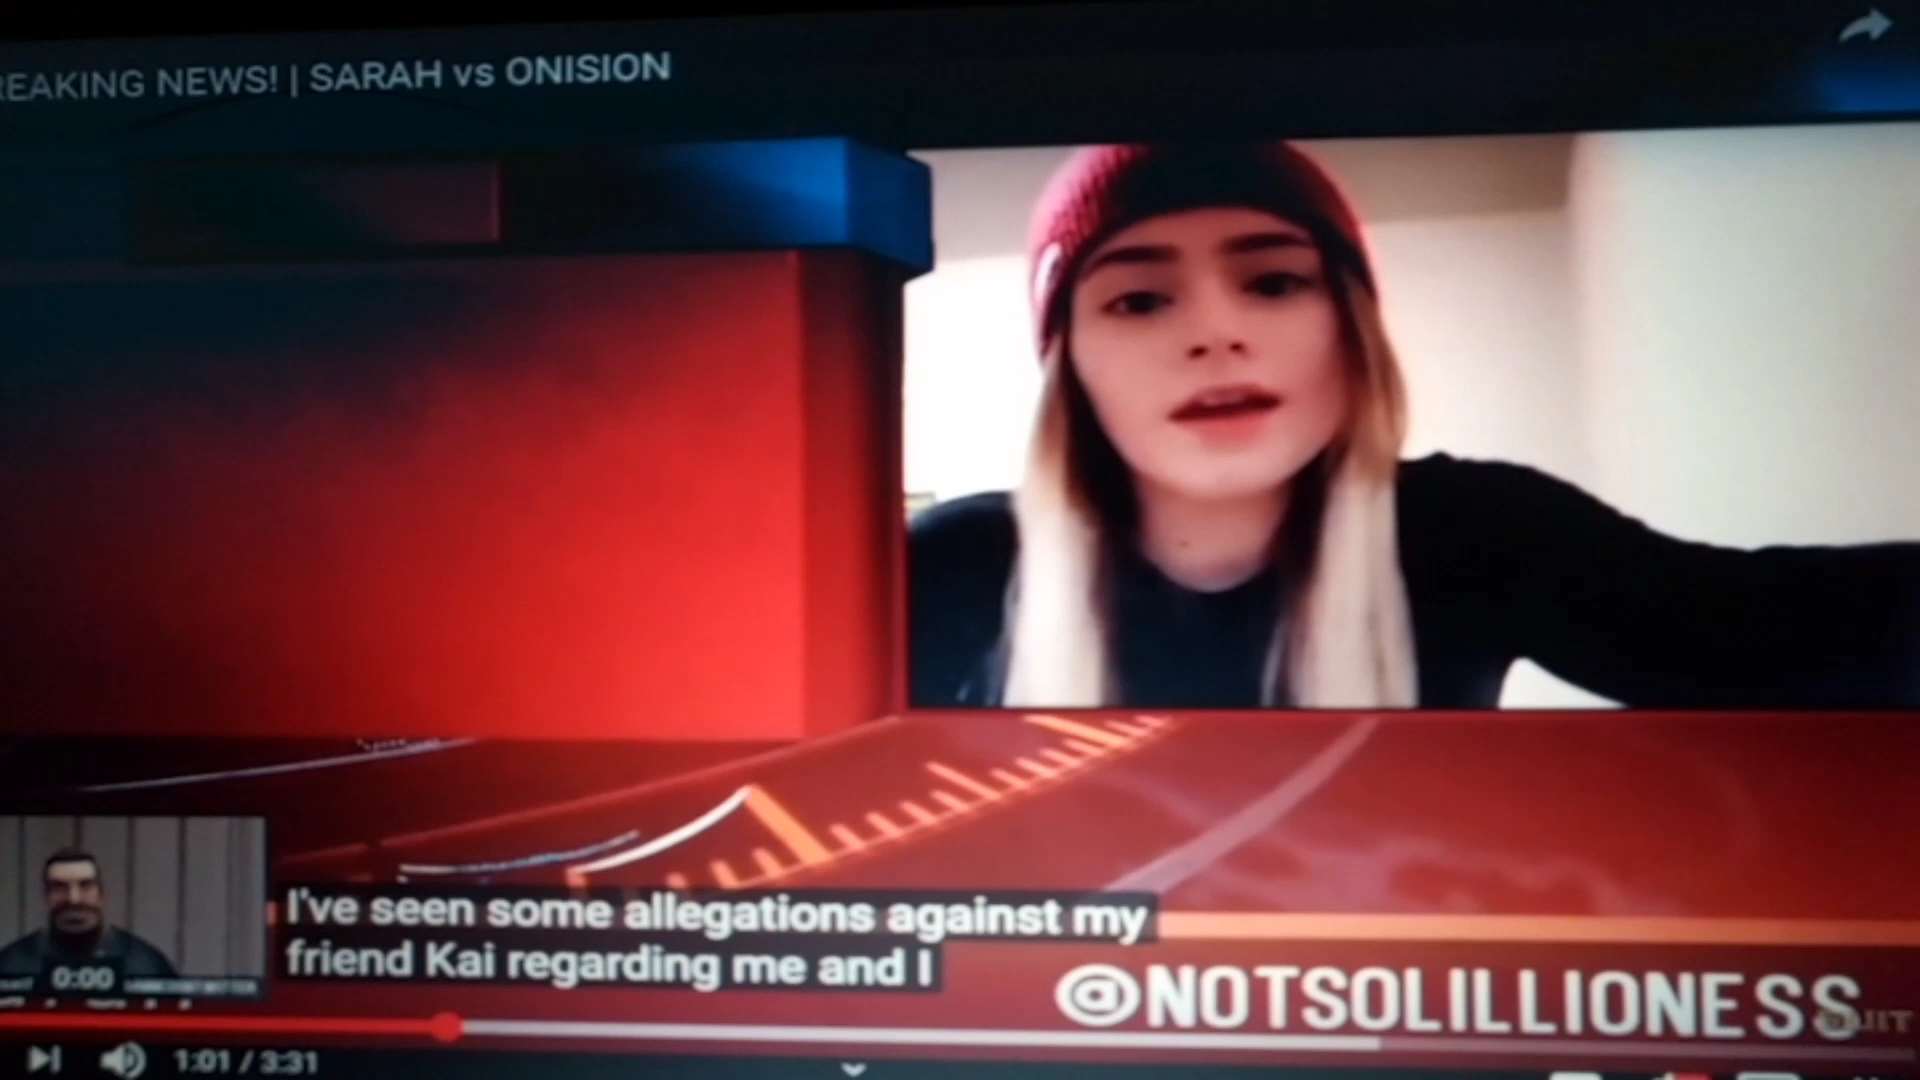 REAKING NEWS! | SARAH vs ONISION
I've seen some allegations against my
friend Kai regarding me and I
0:00
@NOTSOLILLIONESS
1:01 / 3:31